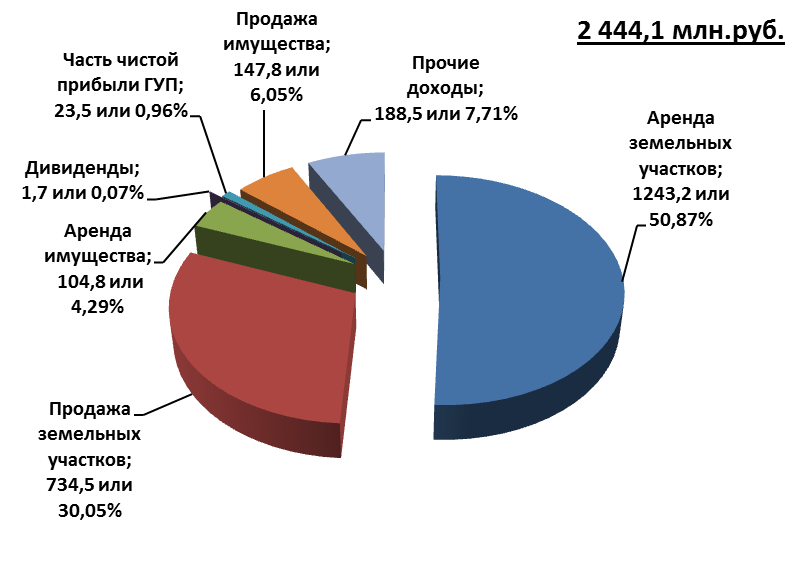 2 444,1 млн.руб.
Продажа
имущества;
147,8 или
6,05%
Прочие
доходы;
188,5 или 7,71%
Часть чистой
прибыли ГУП;
23,5 или 0,96%
Аренда
земельных
участков;
1243,2 или
50,87%
Дивиденды;
1,7 или 0,07%
Аренда
имущества;
104,8 или
4,29%
Продажа
земельных
участков;
734,5 или
30,05%